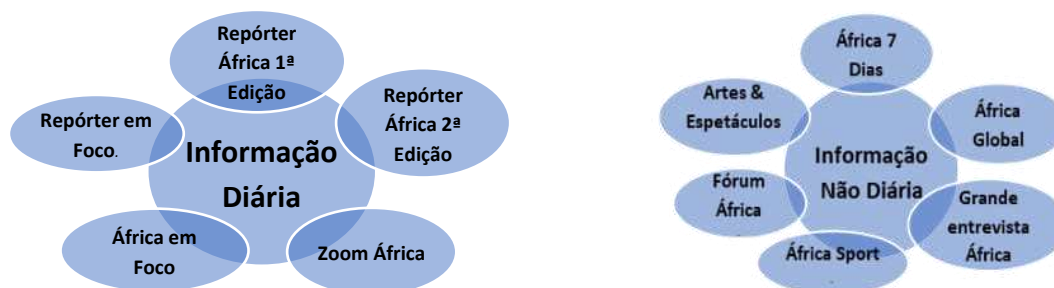 Repórter
África 1ª
Edição
Repórter
África 2ª
Edição
Repórter em
Foco.
Informação
Diária
África em
Foco
Zoom África
África 7
Dias
Artes &
Espetáculos
África
Global
Informação
Não Diária
Fórum
África
Grande
entrevista
África
África Sport
.